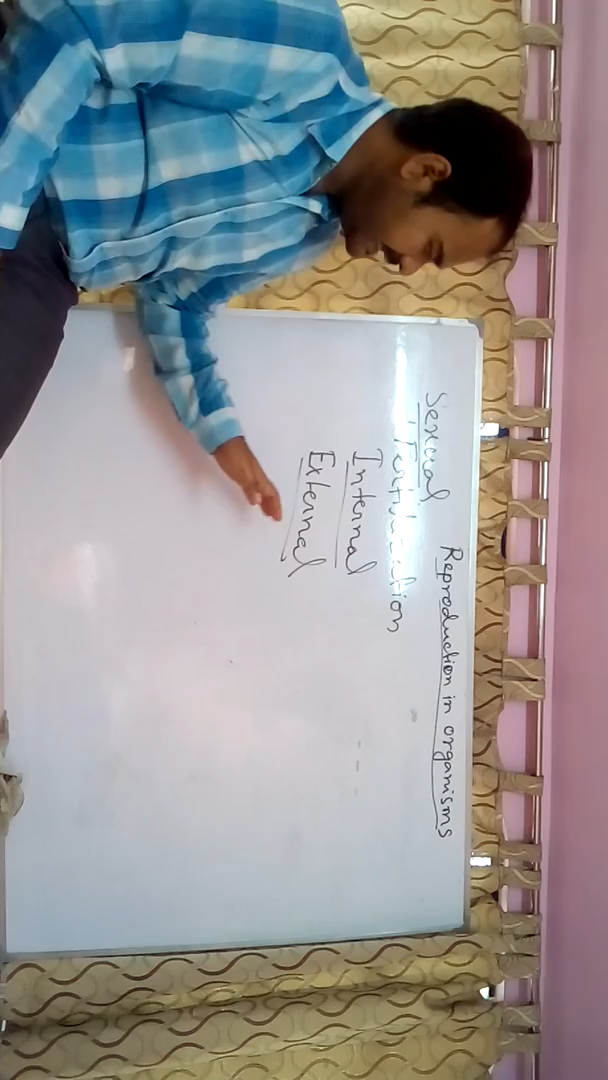 Reproduction in organisms
Sexual
Fertilization
Internal
External